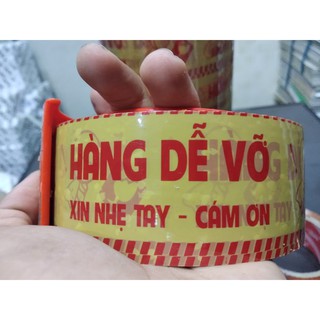 HÀNG DỄ VỠ
XIN NHẸ TAY - CÁM ƠN